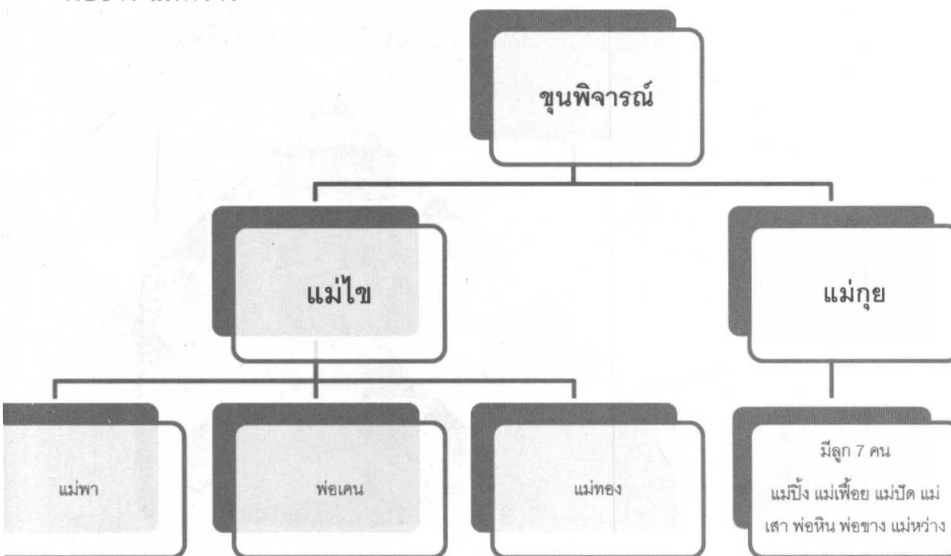 ขุนพิจารณ์
แม่ไข
แม่กุย
แม่พา
พ่อเคน
แม่ทอง
มีลูก 7 คน
แม่ปิ้ง แม่เฟื้อย แม่ปัด แม่
เสา พ่อหิน พ่อขาง แม่หว่าง